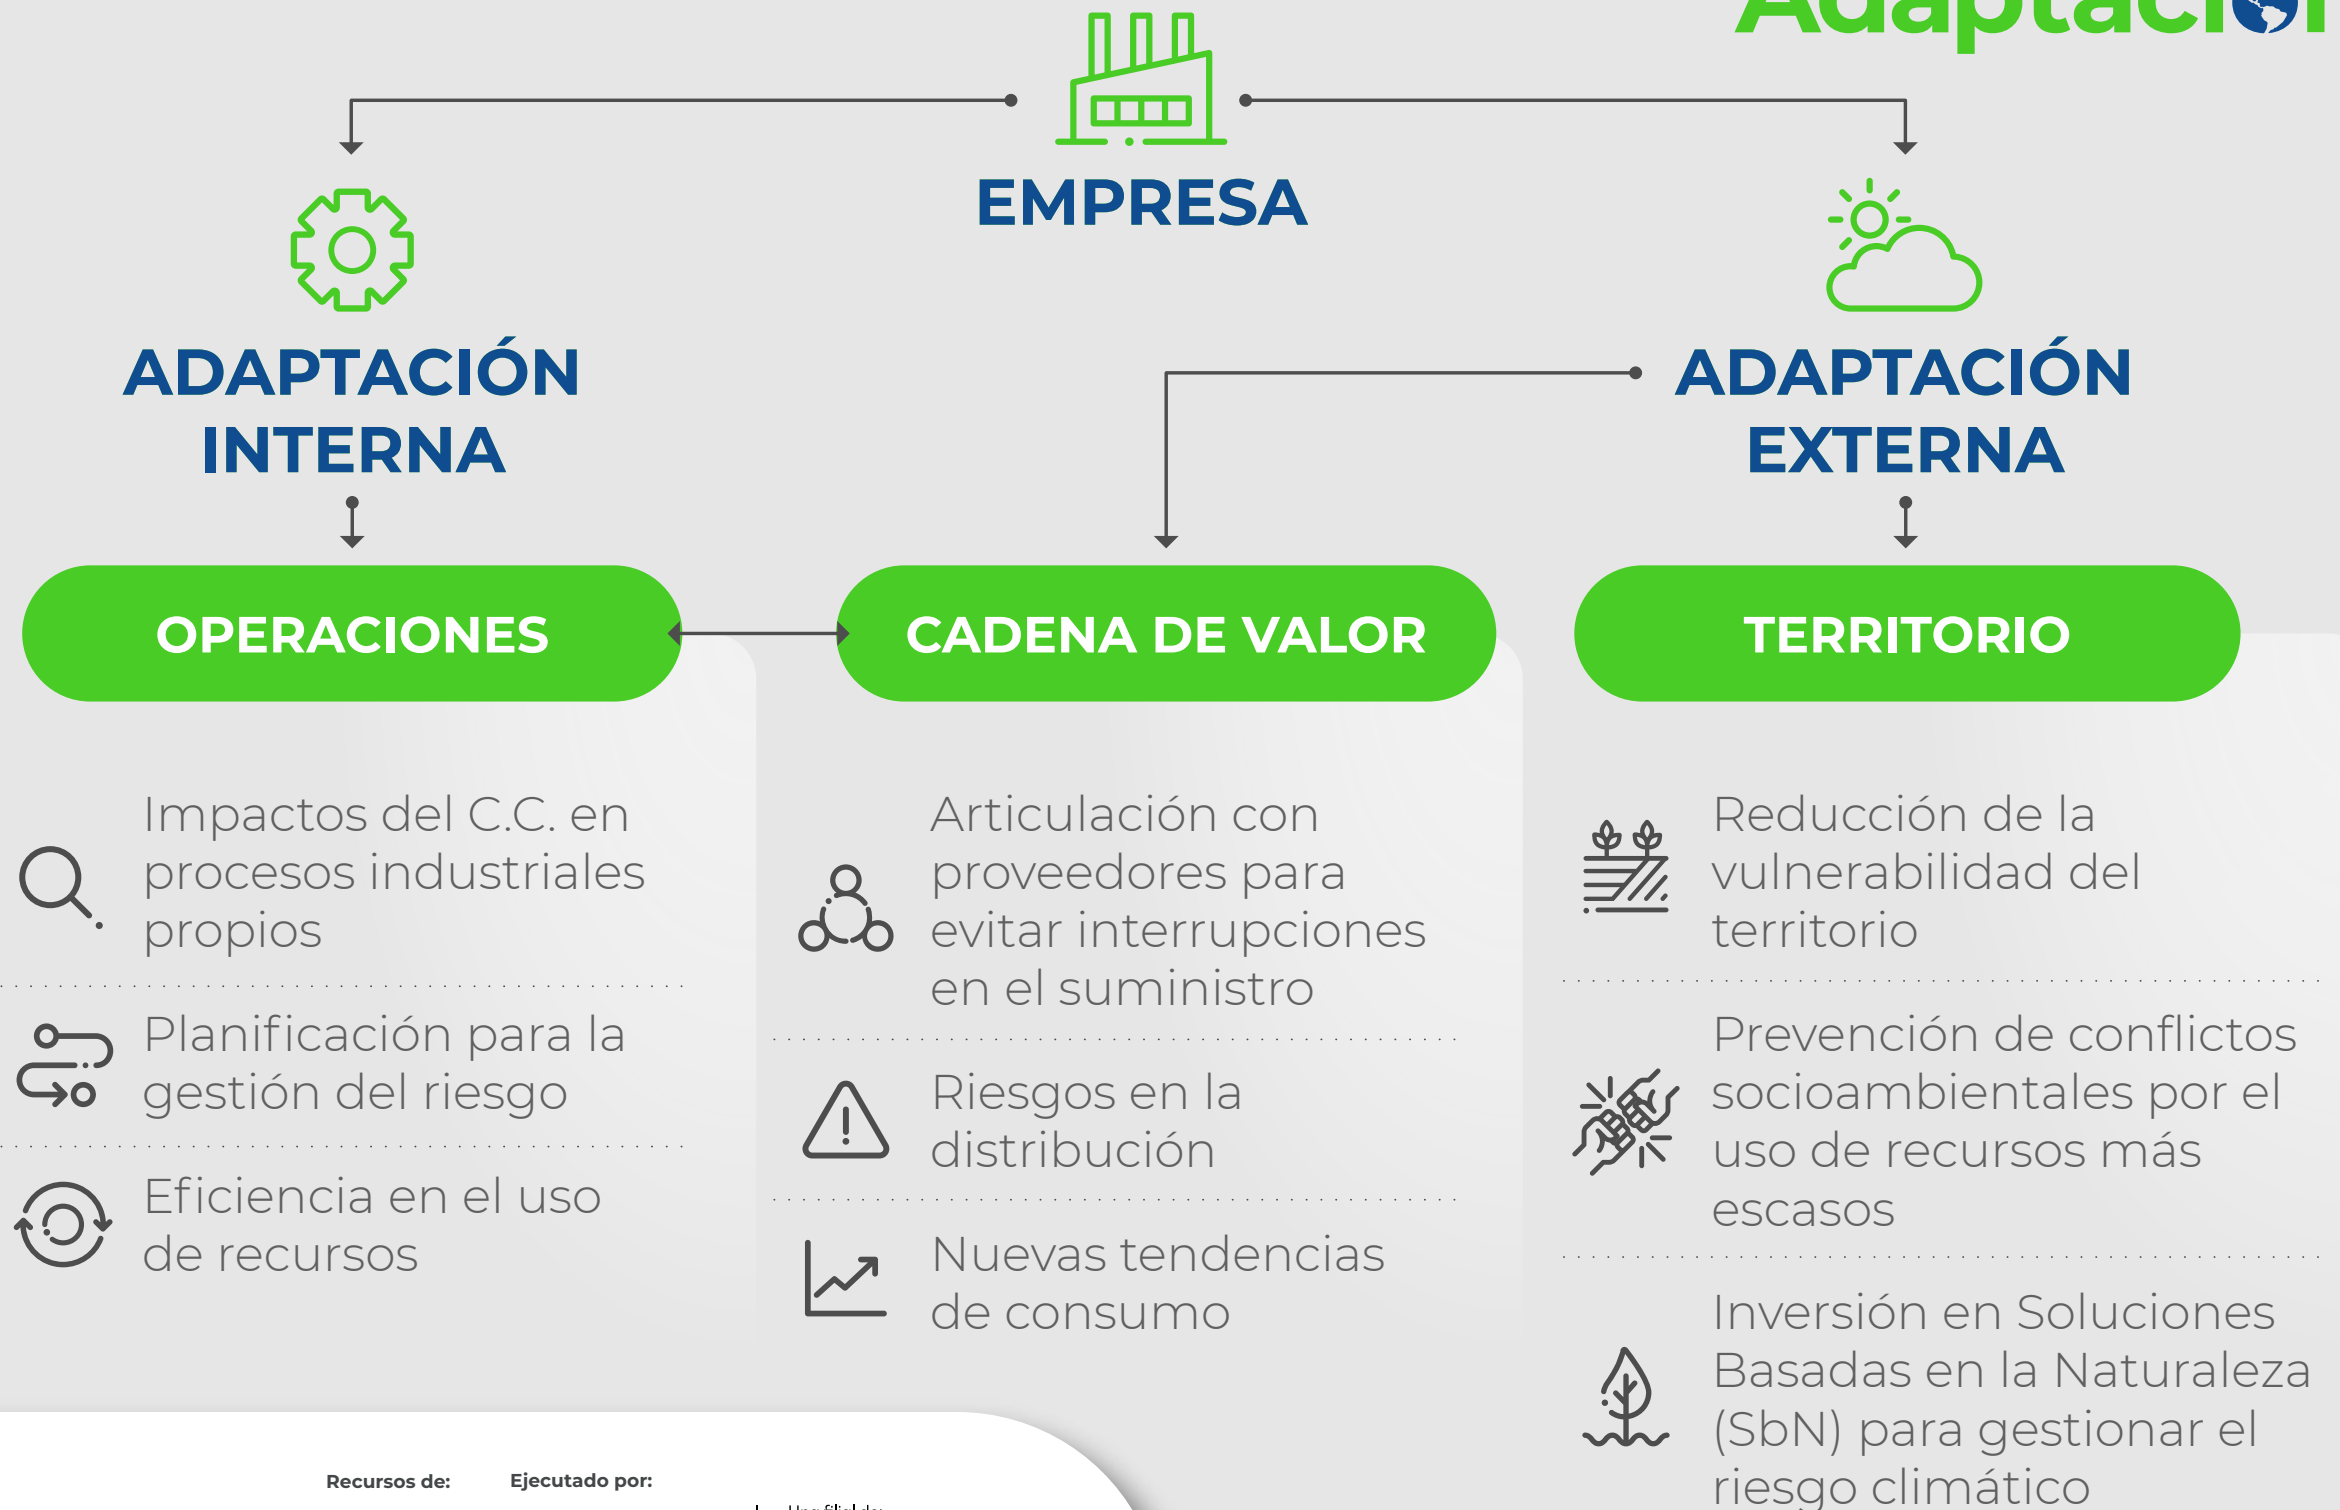 EMPRESA
ADAPTACIÓN
INTERNA
ADAPTACIÓN
EXTERNA
OPERACIONES
CADENA DE VALOR
TERRITORIO
Impactos del C.C. en
procesos industriales
propios
Planificación para la
gestión del riesgo
Eficiencia en el uso
de recursos
Articulación con
proveedores para
evitar interrupciones
en el suministro
Riesgos en la
distribución
Nuevas tendencias
de consumo
Reducción de la
vulnerabilidad del
territorio
Prevención de conflictos
socioambientales por el
uso de recursos más
escasos
Inversión en Soluciones
Basadas en la Naturaleza
(SbN) para gestionar el
riesgo climático
Recursos de:
Ejecutado por: